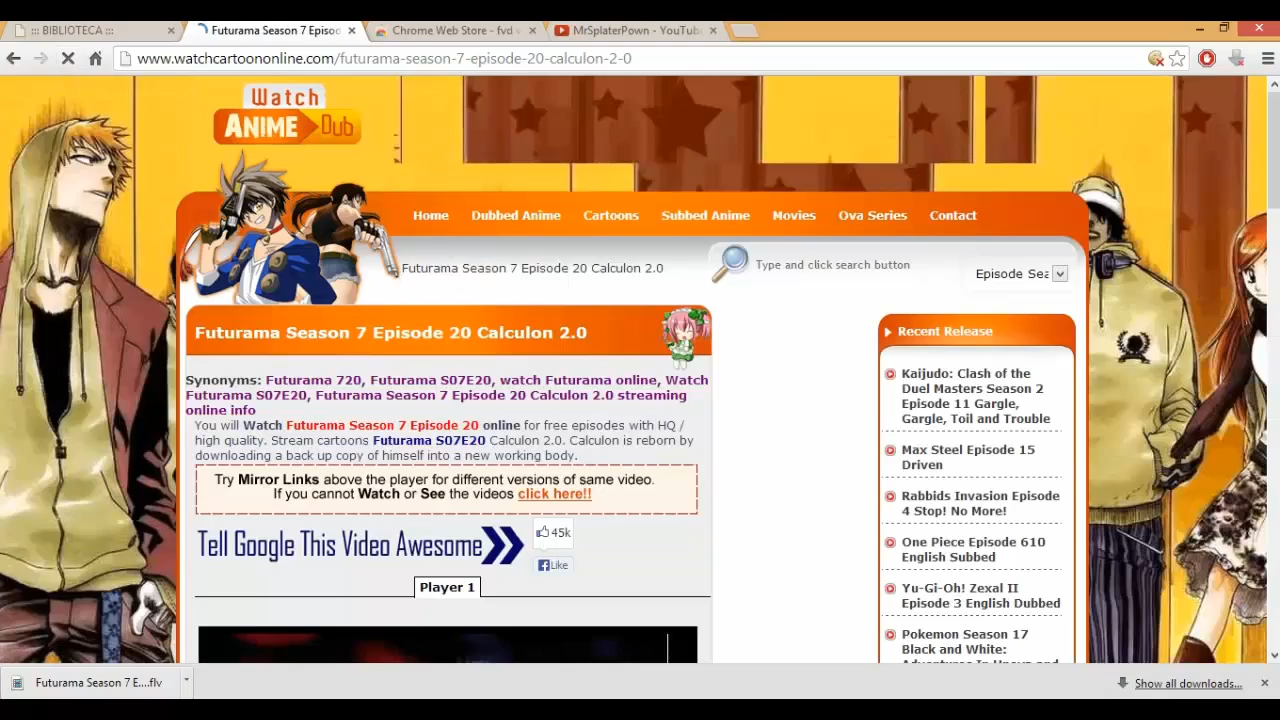 ::: BIBLIOTECA :::
Futurama Season 7 Episo
Chrome Web Store - fvd
MrSplaterPown - YouTub
www.watchcartoononline.com/futurama-season-7-episode-20-calculon-2-0
Watch
ANIME Dub
Home
Dubbed Anime
Cartoons
Subbed Anime
Movies
Ova Series
Contact
Futurama Season 7 Episode 20 Calculon 2.0
Type and click search button
Episode Sea
Futurama Season 7 Episode 20 Calculon 2.0
Synonyms: Futurama 720, Futurama S07E20, watch Futurama online, Watch
Futurama S07E20, Futurama Season 7 Episode 20 Calculon 2.0 streaming
online info
You will Watch Futurama Season 7 Episode 20 online for free episodes with HQ /
high quality. Stream cartoons Futurama S07E20 Calculon 2.0. Calculon is reborn by
downloading a back up copy of himself into a new working body.
Try Mirror Links above the player for different versions of same video.
If you cannot Watch or See the videos click here!!
Tell Google This Video Awesome
45k
Like
Player 1
Recent Release
Kaijudo: Clash of the
Duel Masters Season 2
Episode 11 Gargle,
Gargle, Toil and Trouble
Max Steel Episode 15
Driven
Rabbids Invasion Episode
4 Stop! No More!
One Piece Episode 610
English Subbed
Yu-Gi-Oh! Zexal II
Episode 3 English Dubbed
Pokemon Season 17
Black and White:
Futurama Season 7 E....flv
Show all downloads...